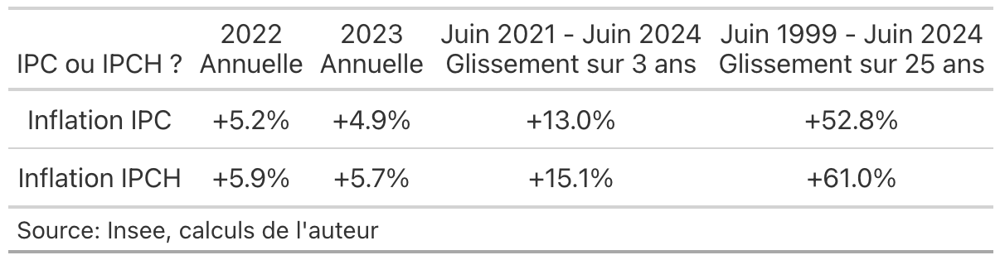 2022 2023 Juin 2021 - Juin 2024 Juin 1999 - Juin 2024
IPC ou IPCH ? Annuelle Annuelle Glissement sur 3 ans Glissement sur 25 ans
Inflation IPC +5.2% +4.9% +13.0% +52.8%
Inflation IPCH +5.9% +5.7% +15.1% +61.0%
Source: Insee, calculs de l'auteur